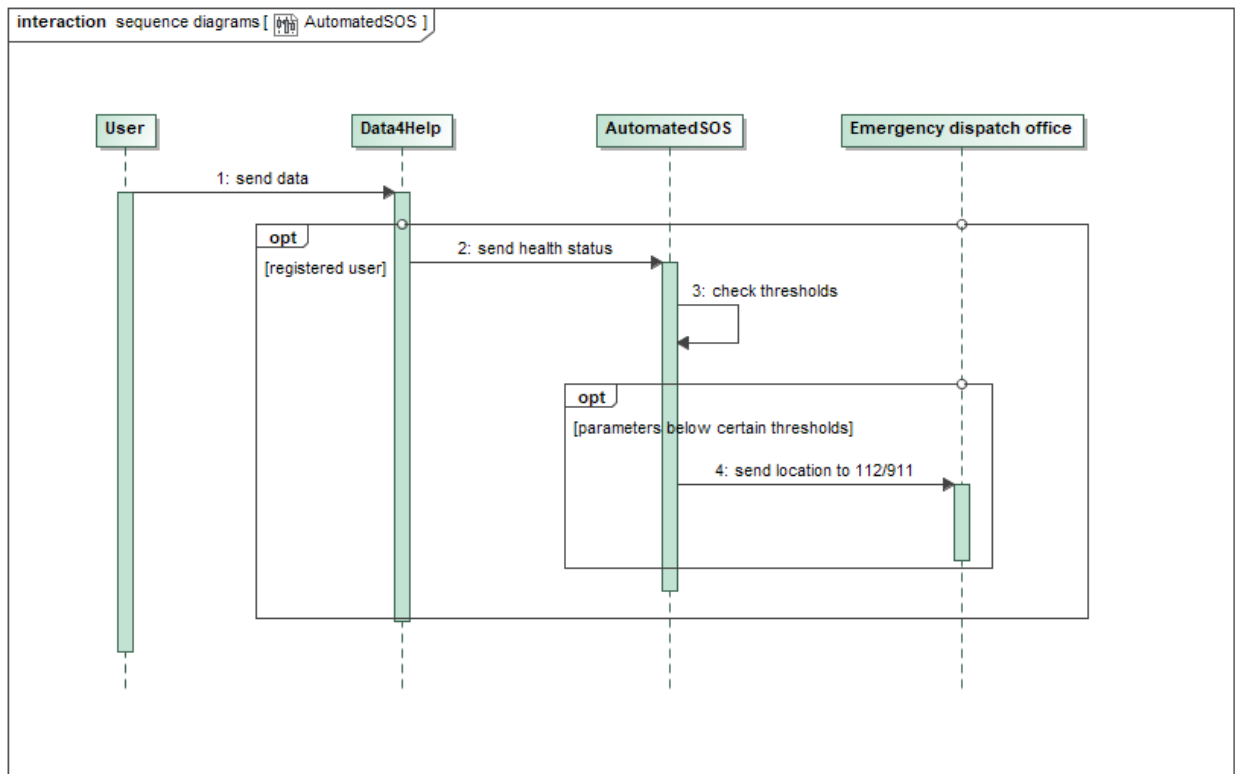 interaction sequence diagrams [ AutomatedSOS ]
User
Data4Help
AutomatedSOS
Emergency dispatch office
1: send data
opt
[registered user]
2: send health status
3: check thresholds
opt
[parameters below certain thresholds]
4: send location to 112/911